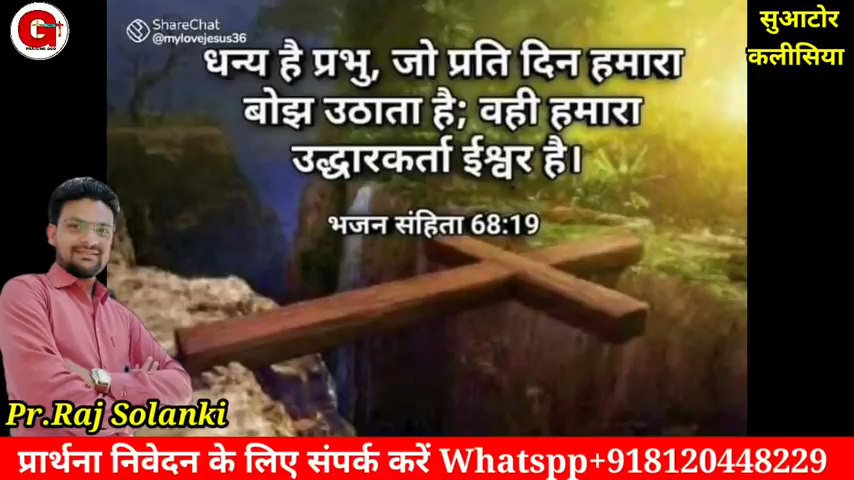 ShareChat
@mylovejesus36
सुआटोर
कलीसिया
धन्य है प्रभु, जो प्रति दिन हमारा
बोझ उठाता है; वही हमारा
उद्धारकर्ता ईश्वर है।
भजन संहिता 68:19
Pr.Raj Solanki
प्रार्थना निवेदन के लिए संपर्क करें Whatspp+918120448229